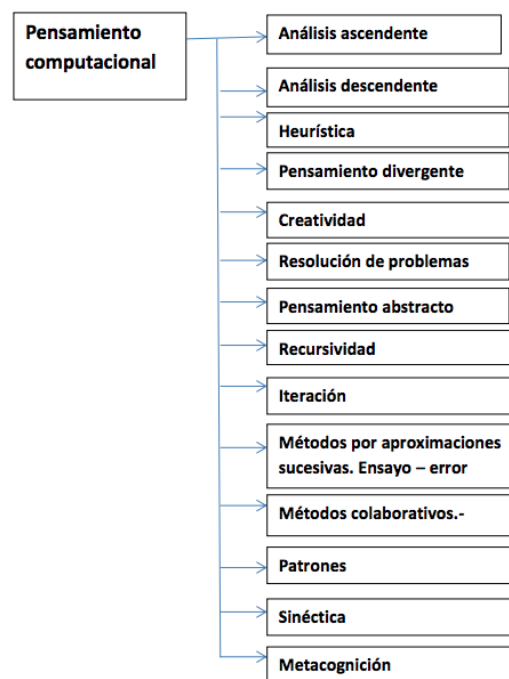 Pensamiento
computacional
Análisis ascendente
Análisis descendente
Heurística
Pensamiento divergente
Creatividad
Resolución de problemas
Pensamiento abstracto
Recursividad
Iteración
Métodos por aproximaciones
sucesivas. Ensayo – error
Métodos colaborativos.-
Patrones
Sinéctica
Metacognición